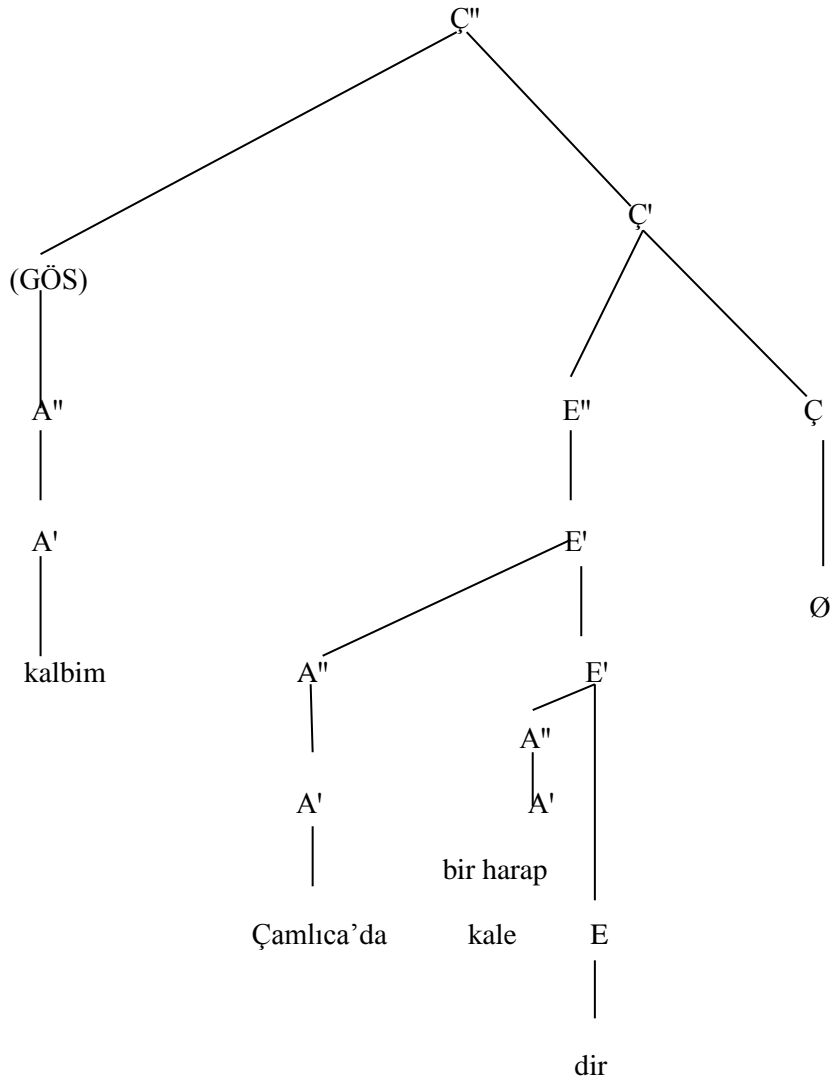 Ç"
Ç'
(GÖS)
A" E" Ç
A' E'
Ø
kalbim A" E'
A"
A' A'
bir harap
Çamlıca’da kale E
dir